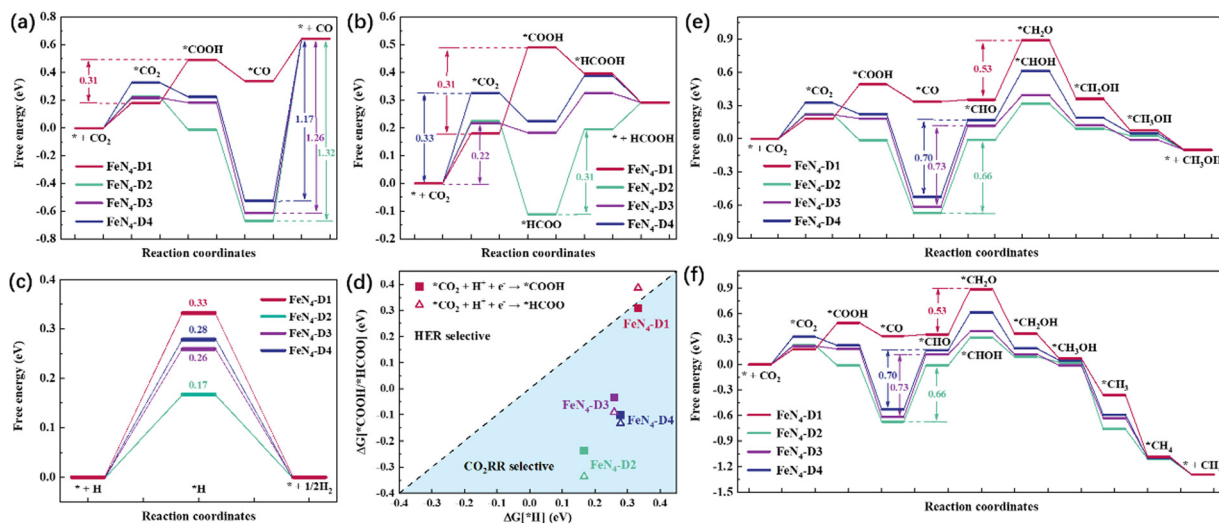 (a)
Free energy (eV)
0.8
0.6
0.4
0.2
0.0
-0.2
-0.4
-0.6
-0.8
* + CO
*COOH
*CO₂
*CO
0.31
* + CO₂
1.17
1.26
1.32
FeN₄-D1
FeN₄-D2
FeN₄-D3
FeN₄-D4
Reaction coordinates
(b)
Free energy (eV)
0.6
0.5
0.4
0.3
0.2
0.1
0.0
-0.1
-0.2
*COOH
*HCOOH
*CO₂
0.31
0.33
0.22
* + HCOOH
* + CO₂
0.31
*HCOO
FeN₄-D1
FeN₄-D2
FeN₄-D3
FeN₄-D4
Reaction coordinates
(e)
Free energy (eV)
1.2
0.9
0.6
0.3
0.0
-0.3
-0.6
-0.9
*CH₂O
*CHOH
0.53
*COOH
*CO₂
*CO
*CHO
*CH₂OH
*CH₃OH
* + CO₂
* + CH₃OH
0.70
0.73
0.66
FeN₄-D1
FeN₄-D2
FeN₄-D3
FeN₄-D4
Reaction coordinates
(c)
Free energy (eV)
0.4
0.3
0.2
0.1
0.0
0.33
0.28
0.26
0.17
FeN₄-D1
FeN₄-D2
FeN₄-D3
FeN₄-D4
* + H
*H
* + 1/2H₂
Reaction coordinates
(d)
ΔG[*COOH/*HCOO] (eV)
0.4
0.3
0.2
0.1
0.0
-0.1
-0.2
-0.3
-0.4
*CO₂ + H⁺ + e⁻ → *COOH
*CO₂ + H⁺ + e⁻ → *HCOO
HER selective
FeN₄-D1
FeN₄-D3
FeN₄-D4
FeN₄-D2
CO₂RR selective
0.4 0.3 0.2 0.1 0.0 0.1 0.2 0.3 0.4
ΔG[*H] (eV)
(f)
Free energy (eV)
1.2
0.9
0.6
0.3
0.0
-0.3
-0.6
-0.9
-1.2
-1.5
*CH₂O
0.53
*COOH
*CO₂
*CO
*CHO
*CHOH
*CH₂OH
*CH₃OH
*CH₃
*CH₄
* + CO₂
0.70
0.73
0.66
FeN₄-D1
FeN₄-D2
FeN₄-D3
FeN₄-D4
Reaction coordinates